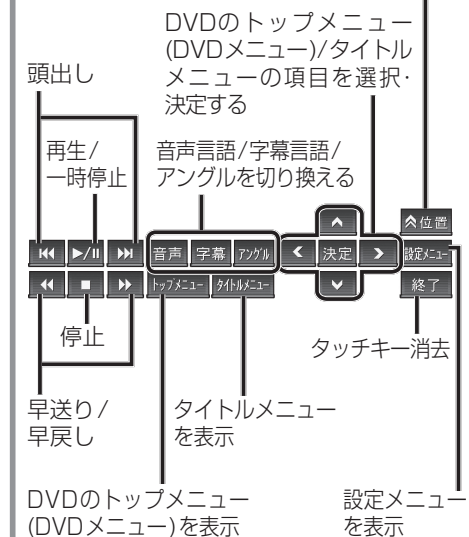 DVDのトップメニュー
(DVDメニュー)/タイトル
メニューの項目を選択・
決定する
頭出し
再生/
一時停止
音声言語/字幕言語/
アングルを切り換える
位置
音声 字幕 アングル 決定 設定メニュー
トップメニュー タイトルメニュー 終了
停止
タッチキー消去
早送り/
早戻し
タイトルメニュー
を表示
DVDのトップメニュー
(DVDメニュー)を表示
設定メニュー
を表示